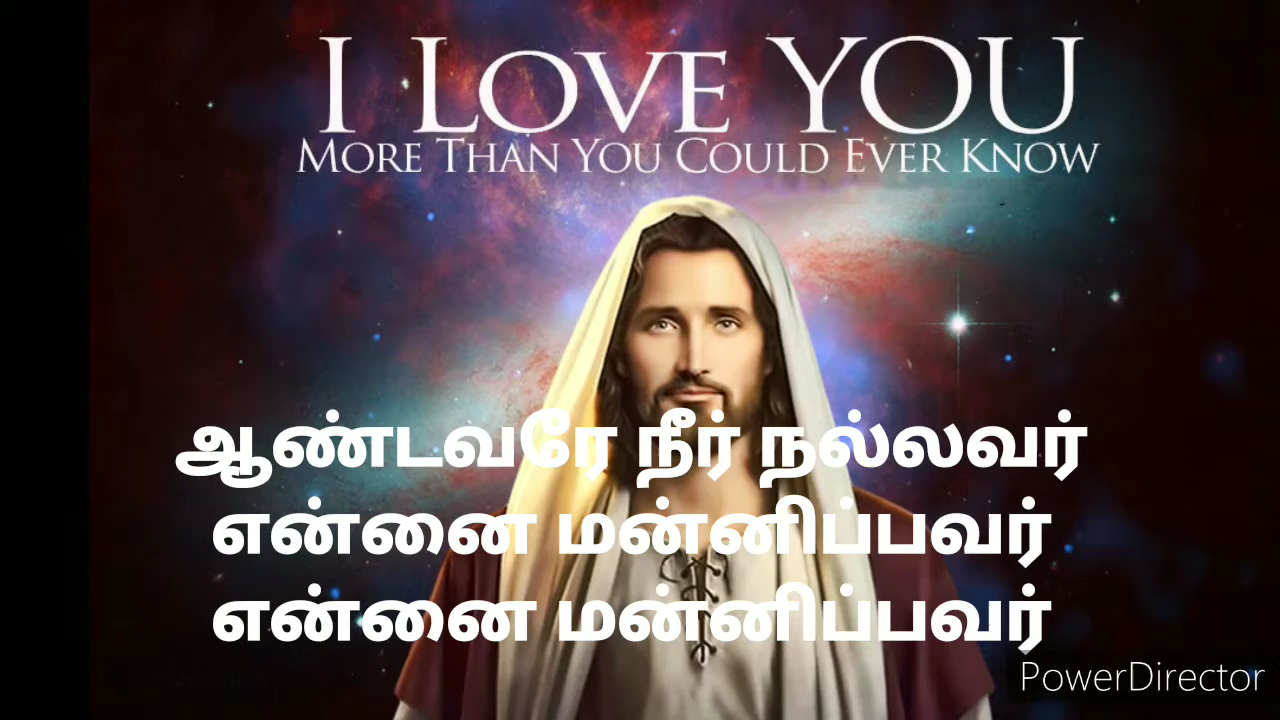 I LOVE YOU
MORE THAN YOU COULD EVER KNOW
ஆண்டவரே நீர் நல்லவர்
என்னை மன்னிப்பவர்
என்னை மன்னிப்பவர்
PowerDirector